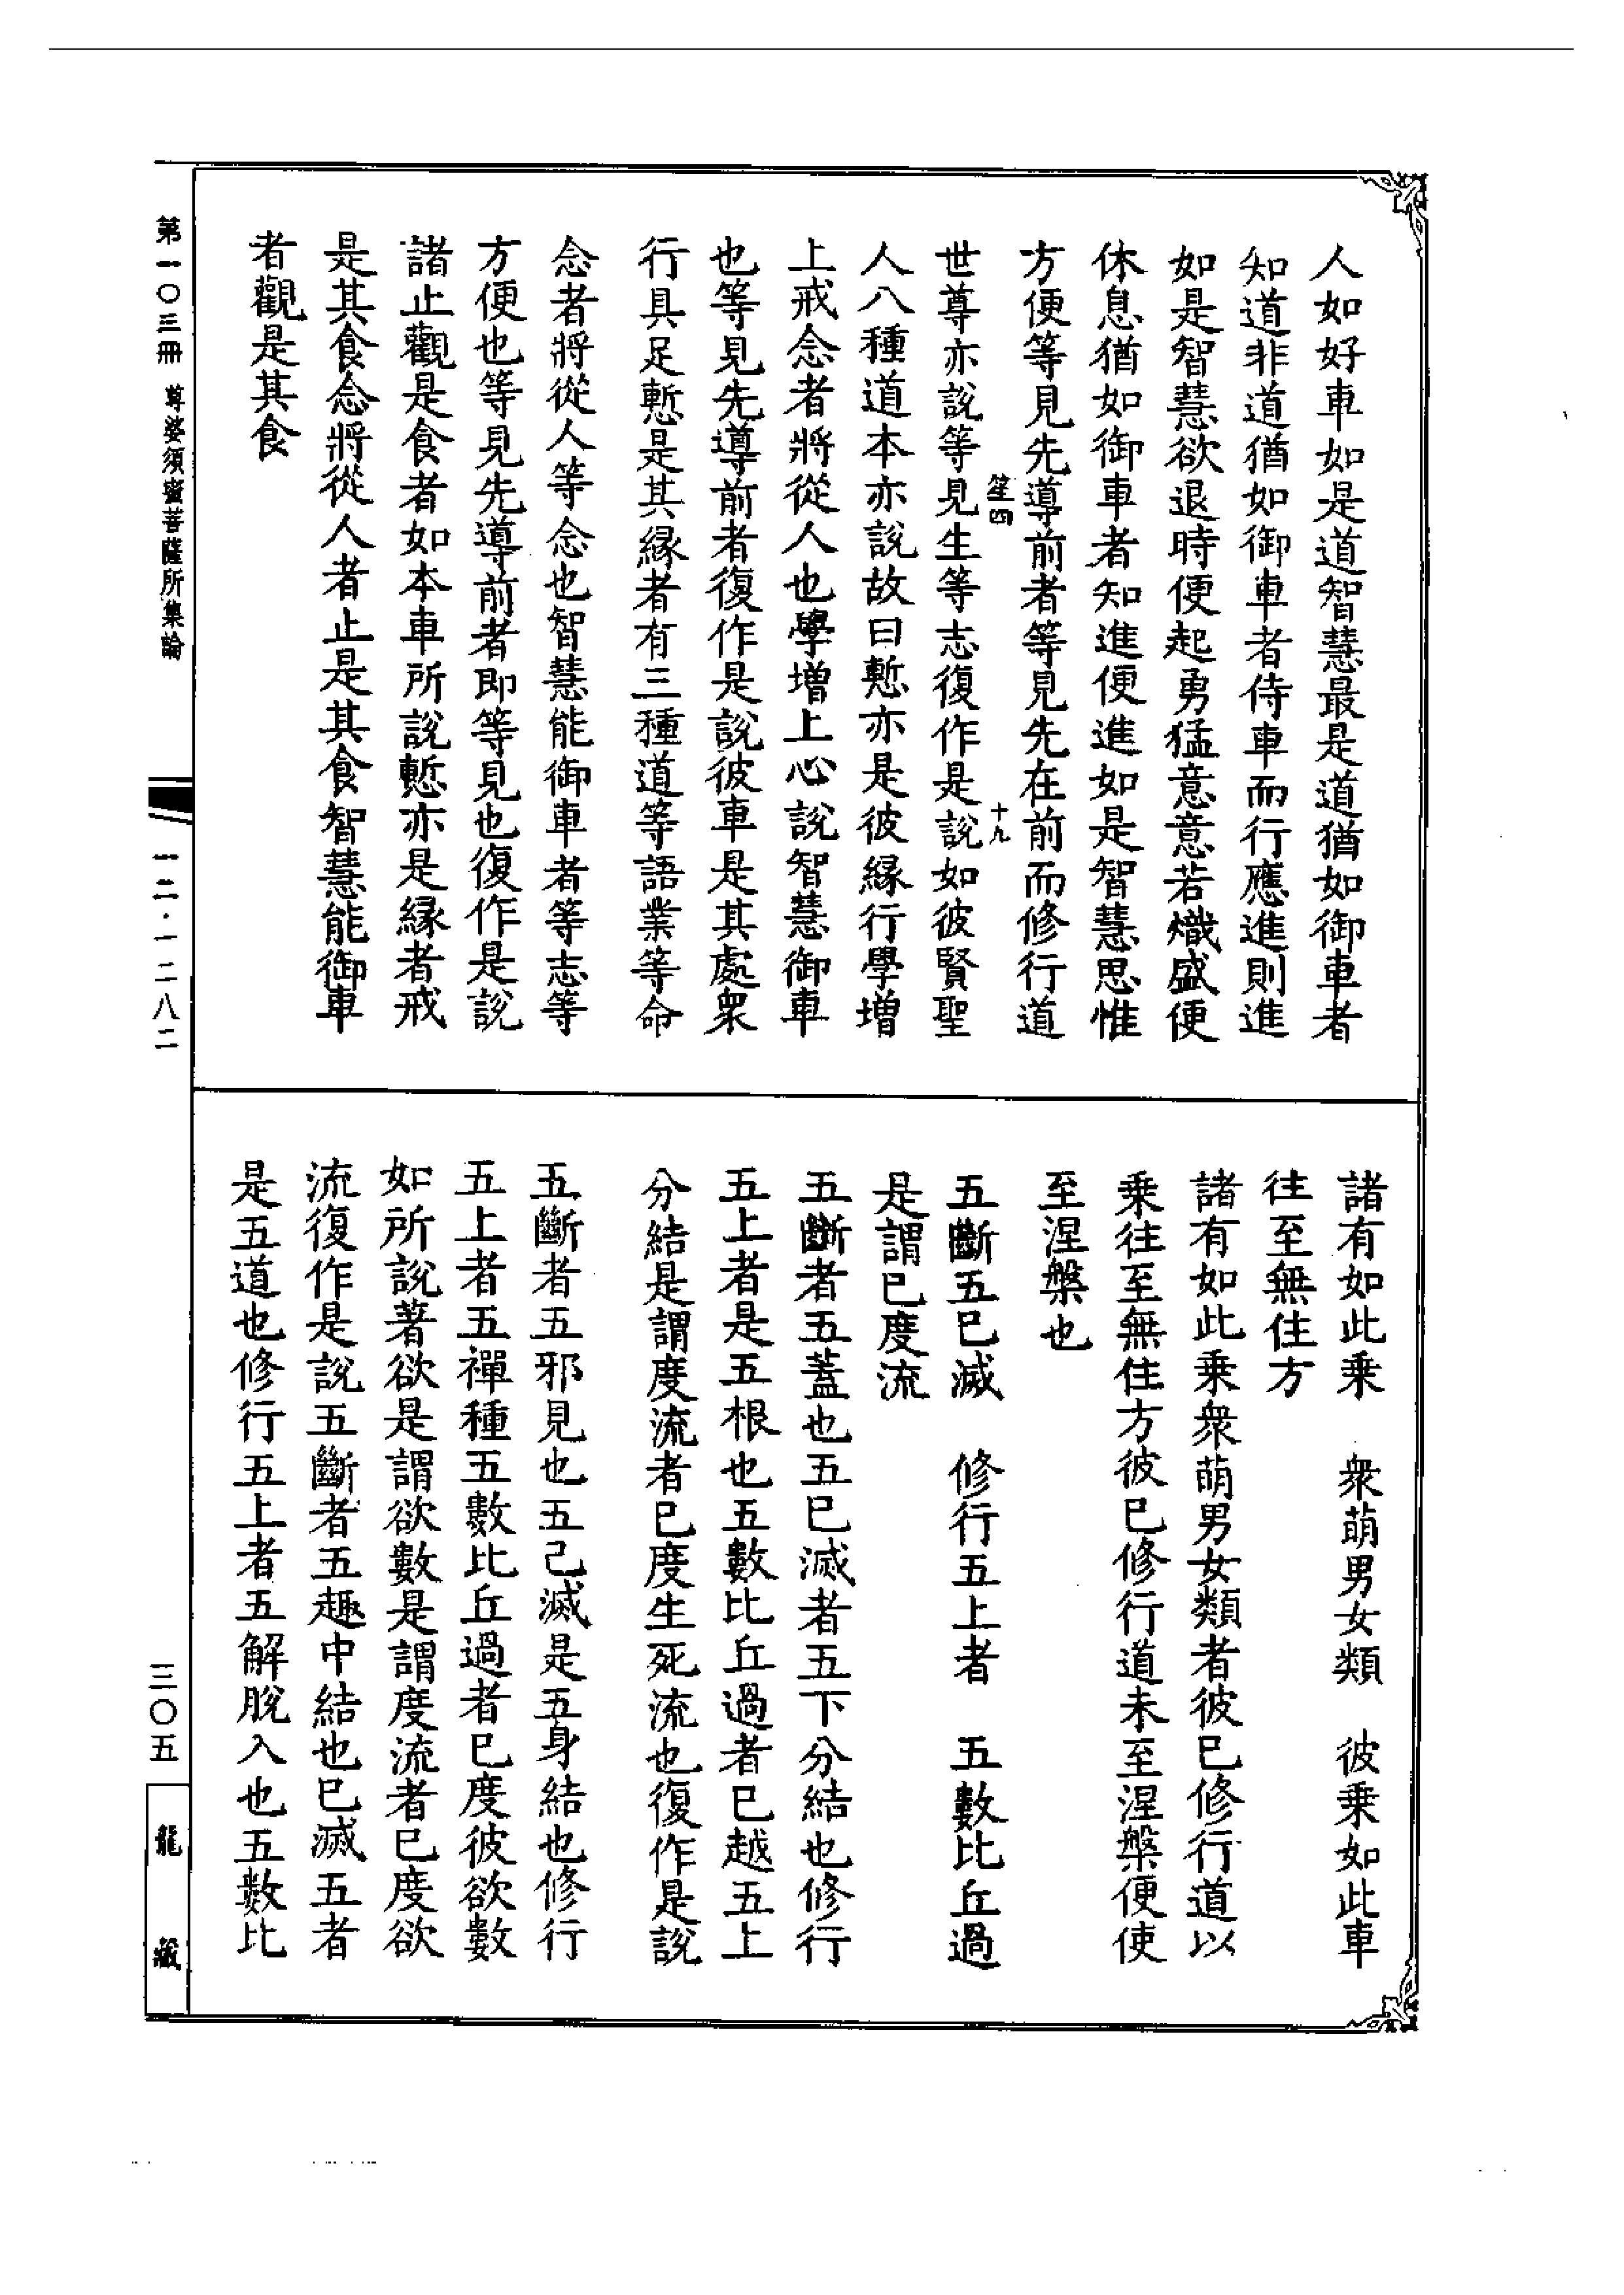 人如好車如是道智慧最是道猶如御車者
知道非道猶如御車者侍車而行應進則進
如是智慧欲退時便起勇猛意意若熾盛便
休息猶如御車者知進便進如是智慧思惟
方便等見先導前者等見先在前而修行道
笙四
十九
世尊亦說等見生等志復作是說如彼賢聖
人八種道本亦說故曰慙亦是彼緣行學增
上戒念者將從人也學增上心說智慧御車
也等見先導前者復作是說彼車是其處眾
行具足慙是其緣者有三種道等語業等命
念者將從人等念也智慧能御車者等志等
方便也等見先導前者即等見也復作是說
諸止觀是食者如本車所說慙亦是緣者戒
是其食念將從人者止是其食智慧能御車
者觀是其食
諸有如此乘　衆萌男女類　彼乘如此車
往至無住方
諸有如此乘衆萌男女類者彼已修行道以
乘往至無住方彼已修行道未至涅槃便使
至涅槃也
五斷五已滅　修行五上者　五數比丘過
是謂已度流
五斷者五蓋也五已滅者五下分結也修行
五上者是五根也五數比丘過者已越五上
分結是謂度流者已度生死流也復作是說
五斷者五邪見也五己滅是五身結也修行
五上者五禪種五數比丘過者已度彼欲數
如所說著欲是謂欲數是謂度流者已度欲
流復作是說五斷者五趣中結也已滅五者
是五道也修行五上者五解脫入也五數比
第一〇三冊　尊婆須蜜菩薩所集論
一二·一二八二
三〇五
龍藏